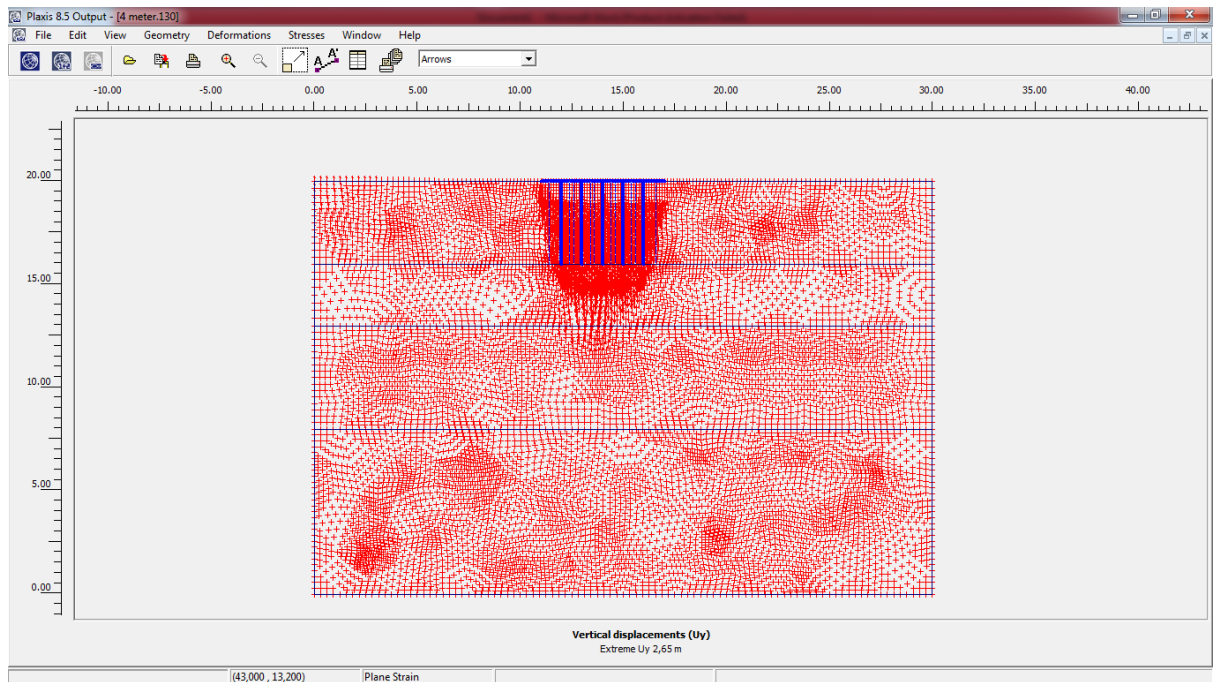 Plaxis 8.5 Output - [4 meter.130]
File Edit View Geometry Deformations Stresses Window Help
A A' Arrows
-10.00 -5.00 0.00 5.00 10.00 15.00 20.00 25.00 30.00 35.00 40.00
20.00
15.00
10.00
5.00
0.00
Vertical displacements (Uy)
Extreme Uy 2,65 m
(43,000 , 13,200) Plane Strain